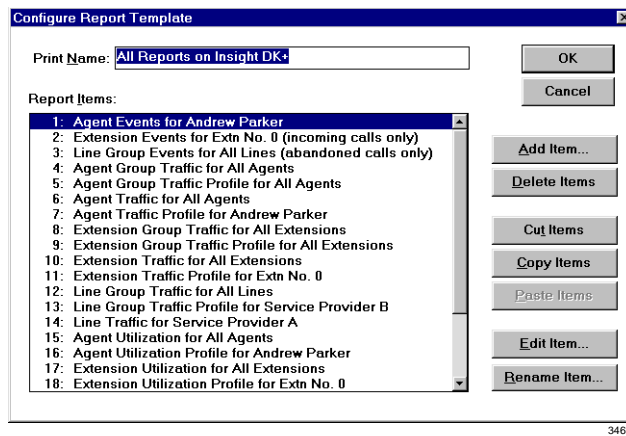 Configure Report Template
Print Name: All Reports on Insight DK+
OK
Cancel
Report Items:
1: Agent Events for Andrew Parker
2: Extension Events for Extn No. 0 (incoming calls only)
3: Line Group Events for All Lines (abandoned calls only)
4: Agent Group Traffic for All Agents
5: Agent Group Traffic Profile for All Agents
6: Agent Traffic for All Agents
7: Agent Traffic Profile for Andrew Parker
8: Extension Group Traffic for All Extensions
9: Extension Group Traffic Profile for All Extensions
10: Extension Traffic for All Extensions
11: Extension Traffic Profile for Extn No. 0
12: Line Group Traffic for All Lines
13: Line Group Traffic Profile for Service Provider B
14: Line Traffic for Service Provider A
15: Agent Utilization for All Agents
16: Agent Utilization Profile for Andrew Parker
17: Extension Utilization for All Extensions
18: Extension Utilization Profile for Extn No. 0
Add Item...
Delete Items
Cut Items
Copy Items
Paste Items
Edit Item...
Rename Item...
346